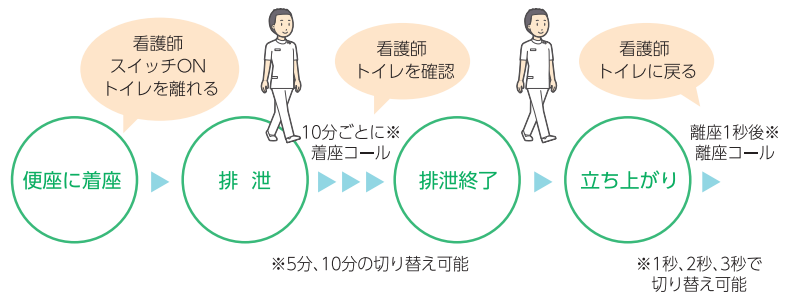 看護師
スイッチON
トイレを離れる
看護師
トイレを確認
看護師
トイレに戻る
便座に着座
排 泄
10分ごとに※
着座コール
排泄終了
立ち上がり
離座1秒後※
離座コール
※5分、10分の切り替え可能
※1秒、2秒、3秒で
切り替え可能